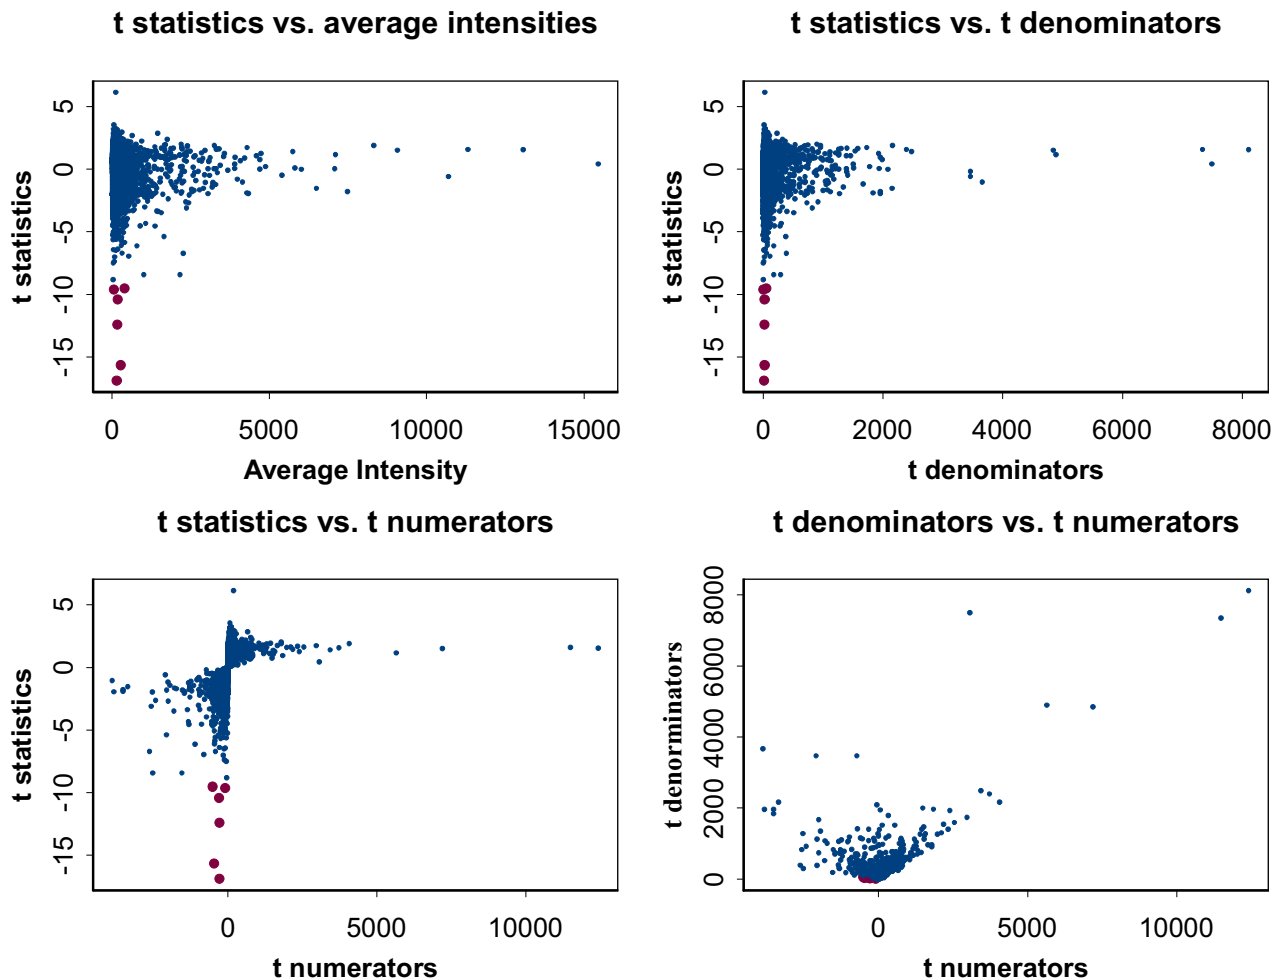 t statistics vs. average intensities
t statistics
5
0
-5
-10
-15
0 5000 10000 15000
Average Intensity
t statistics vs. t denominators
t statistics
5
0
-5
-10
-15
0 2000 4000 6000 8000
t denominators
t statistics vs. t numerators
t statistics
5
0
-5
-10
-15
0 5000 10000
t numerators
t denominators vs. t numerators
t denorminators
8000
6000
4000
2000
0
0 5000 10000
t numerators